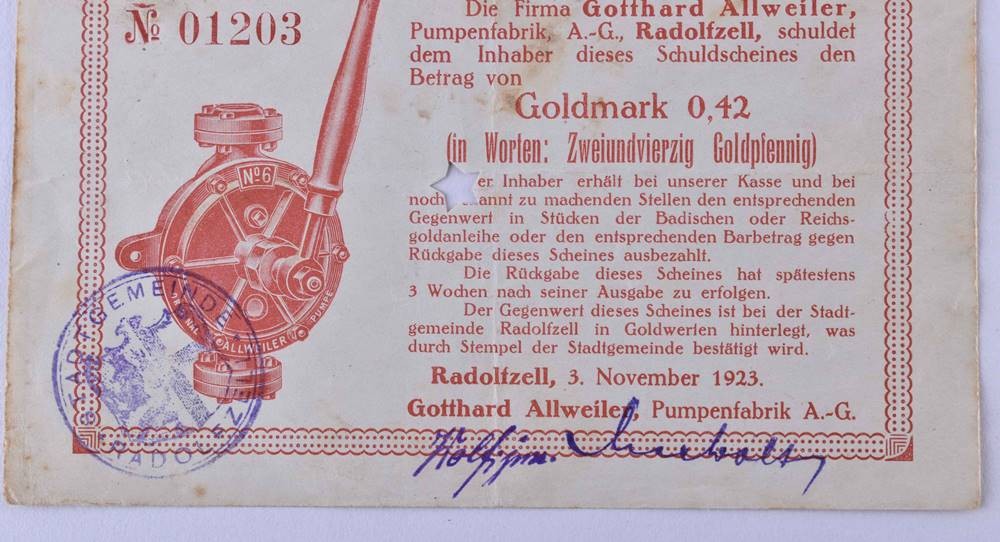 № 01203
Die Firma Gotthard Allweiler,
Pumpenfabrik, A.-G., Radolfzell, schuldet
dem Inhaber dieses Schuldscheines den
Betrag von
Goldmark 0,42
(in Worten: Zweiundvierzig Goldpfennig)
er Inhaber erhält bei unserer Kasse und bei
noch kannt zu machenden Stellen den entsprechenden
Gegenwert in Stücken der Badischen oder Reichs-
goldanleihe oder den entsprechenden Barbetrag gegen
Rückgabe dieses Scheines ausbezahlt.
Die Rückgabe dieses Scheines hat spätestens
3 Wochen nach seiner Ausgabe zu erfolgen.
Der Gegenwert dieses Scheines ist bei der Stadt-
gemeinde Radolfzell in Goldwerten hinterlegt, was
durch Stempel der Stadtgemeinde bestätigt wird.
Radolfzell, 3. November 1923.
Gotthard Allweiler, Pumpenfabrik A.-G.
№ 6
ALLWEILER
PUMPE
STADTGEMEINDE
RADOLFZELL